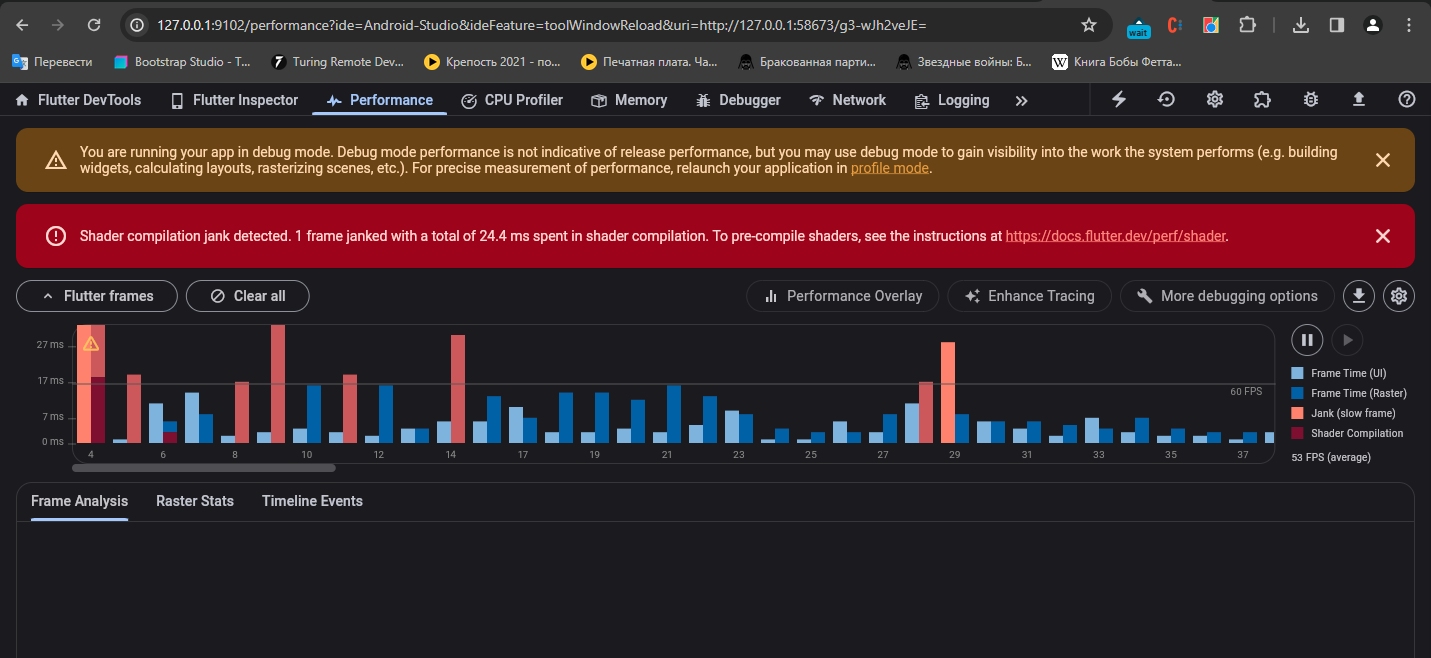 127.0.0.1:9102/performance?ide=Android-Studio&ideFeature=toolWindowReload&uri=http://127.0.0.1:58673/g3-wJh2veJE=
wait
Перевести Bootstrap Studio - T... Turing Remote Dev... Крепость 2021 - по... Печатная плата. Ча... Бракованная парти... Звездные войны: Б... Книга Бобы Фетта...
Flutter DevTools Flutter Inspector Performance CPU Profiler Memory Debugger Network Logging
You are running your app in debug mode. Debug mode performance is not indicative of release performance, but you may use debug mode to gain visibility into the work the system performs (e.g. building
widgets, calculating layouts, rasterizing scenes, etc.). For precise measurement of performance, relaunch your application in profile mode.
Shader compilation jank detected. 1 frame janked with a total of 24.4 ms spent in shader compilation. To pre-compile shaders, see the instructions at https://docs.flutter.dev/perf/shader.
Flutter frames Clear all Performance Overlay Enhance Tracing More debugging options
27 ms
17 ms
7 ms
0 ms
60 FPS
4 6 8 10 12 14 17 19 21 23 25 27 29 31 33 35 37
Frame Time (UI)
Frame Time (Raster)
Jank (slow frame)
Shader Compilation
53 FPS (average)
Frame Analysis Raster Stats Timeline Events